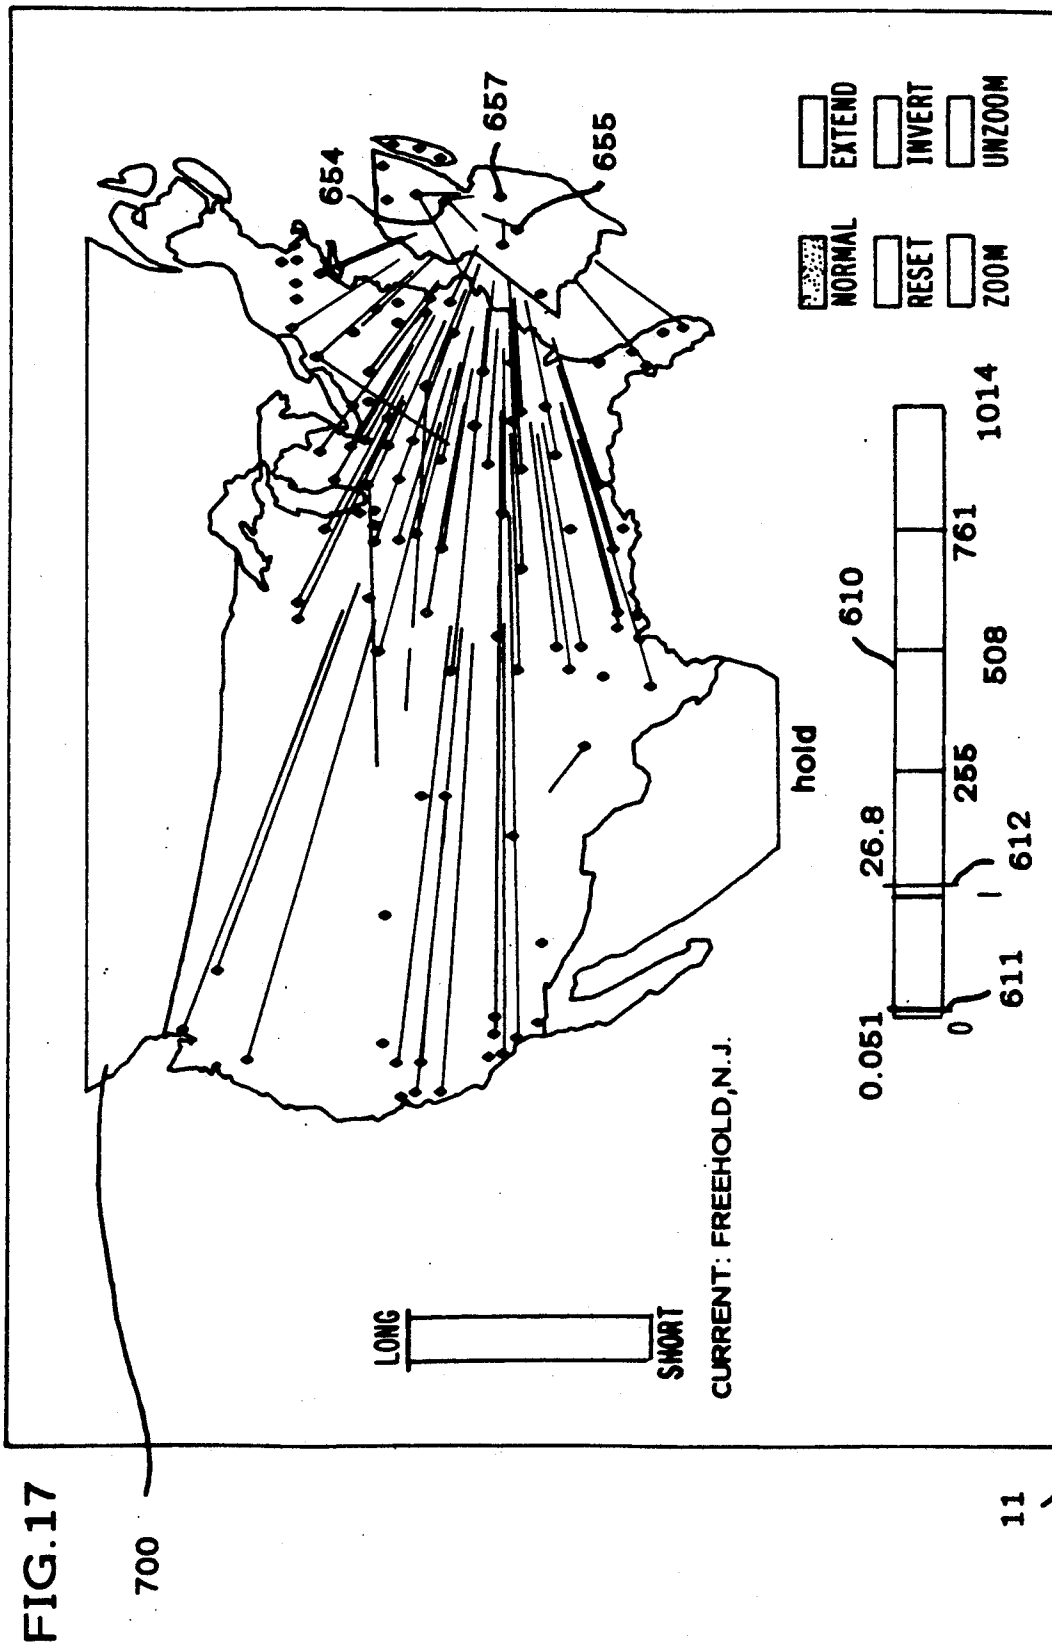 FIG.17
700
654
657
655
LONG
SHORT
CURRENT: FREEHOLD,N.J.
hold
NORMAL
EXTEND
RESET
INVERT
ZOOM
UNZOOM
610
0.051
26.8
0
1
255
508
761
1014
611
612
11